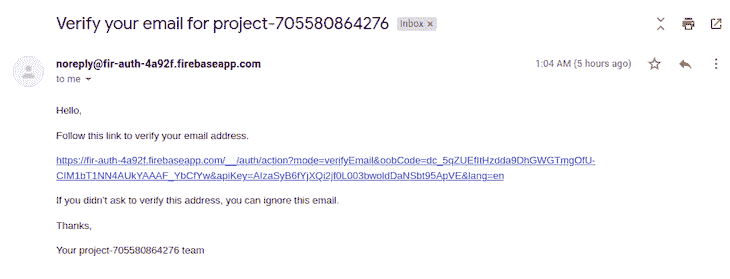 Verify your email for project-705580864276 Inbox x
noreply@fir-auth-4a92f.firebaseapp.com 1:04 AM (5 hours ago)
to me
Hello,
Follow this link to verify your email address.
https://fir-auth-4a92f.firebaseapp.com/__/auth/action?mode=verifyEmail&oobCode=dc_5qZUEfItHzdda9DhGWGTmgOfU-
CIM1bT1NN4AUkYAAAF_YbCfYw&apiKey=AIzaSyB6fYjXQi2jf0L003bwoldDaNSbt95ApVE&lang=en
If you didn't ask to verify this address, you can ignore this email.
Thanks,
Your project-705580864276 team